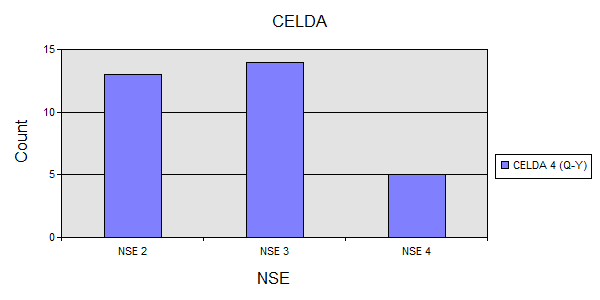 CELDA
15
10
5
0
Count
NSE 2
NSE 3
NSE 4
NSE
CELDA 4 (Q-Y)